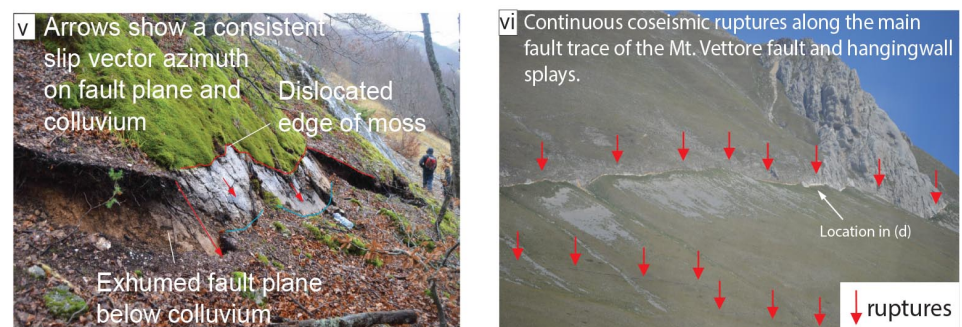 v Arrows show a consistent
slip vector azimuth
on fault plane and
colluvium
Dislocated
edge of moss
Exhumed fault plane
below colluvium
vi Continuous coseismic ruptures along the main
fault trace of the Mt. Vettore fault and hangingwall
splays.
Location in (d)
ruptures